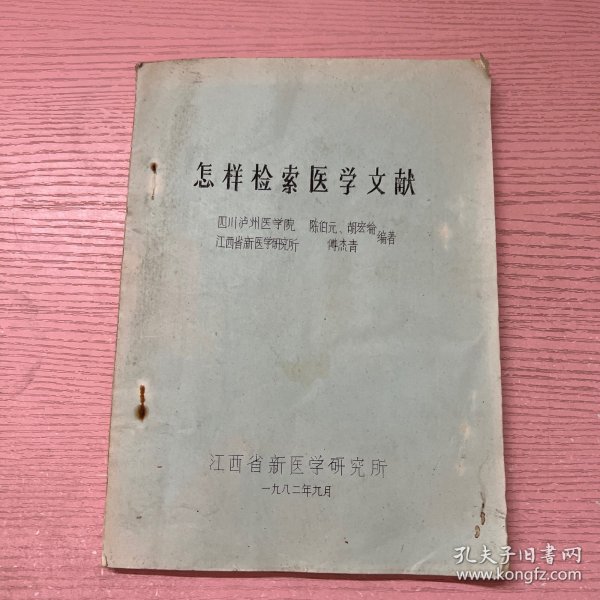 怎样检索医学文献
四川泸州医学院 陈伯元、胡宏翰
江西省新医学研究所 傅杰青 编著
江西省新医学研究所
一九八二年九月
孔夫子旧书网
www.kongfz.com